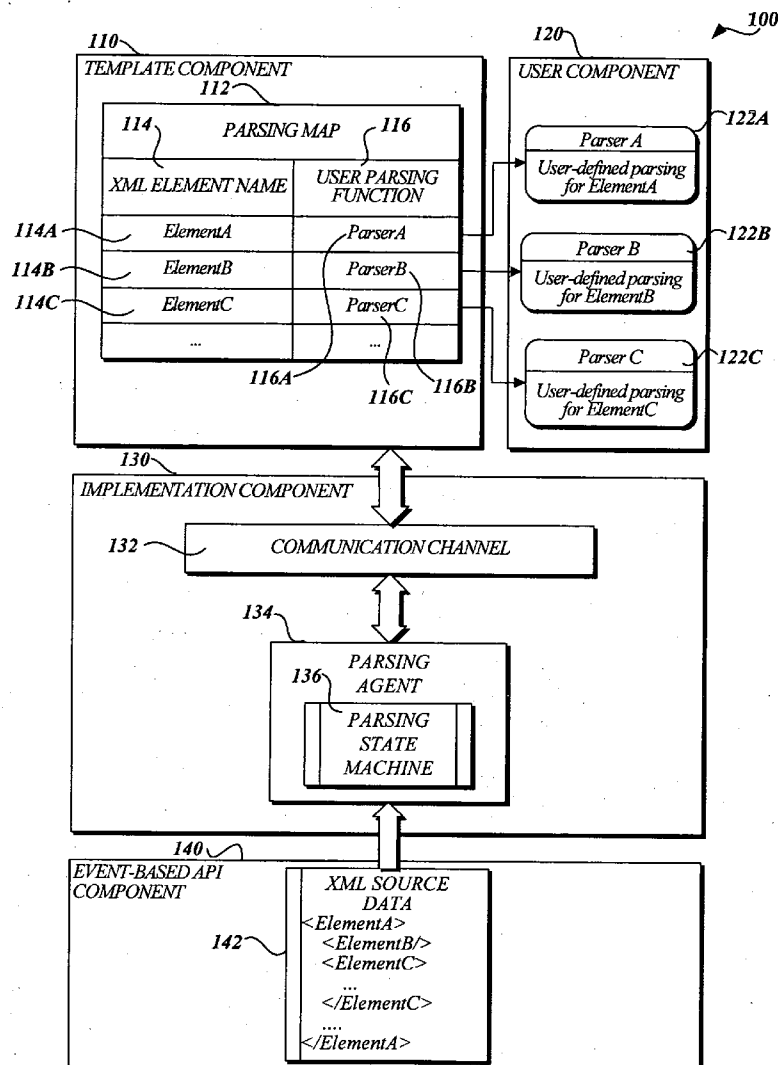 100
110
TEMPLATE COMPONENT
112
114
PARSING MAP
116
XML ELEMENT NAME
USER PARSING
FUNCTION
114A
ElementA
ParserA
114B
ElementB
ParserB
114C
ElementC
ParserC
...
...
116A
116B
116C
120
USER COMPONENT
122A
Parser A
User-defined parsing
for ElementA
Parser B
122B
User-defined parsing
for ElementB
Parser C
122C
User-defined parsing
for ElementC
130
IMPLEMENTATION COMPONENT
132
COMMUNICATION CHANNEL
134
PARSING
AGENT
136
PARSING
STATE
MACHINE
140
EVENT-BASED API
COMPONENT
142
XML SOURCE
DATA
<ElementA>
<ElementB/>
<ElementC>
...
</ElementC>
....
</ElementA>